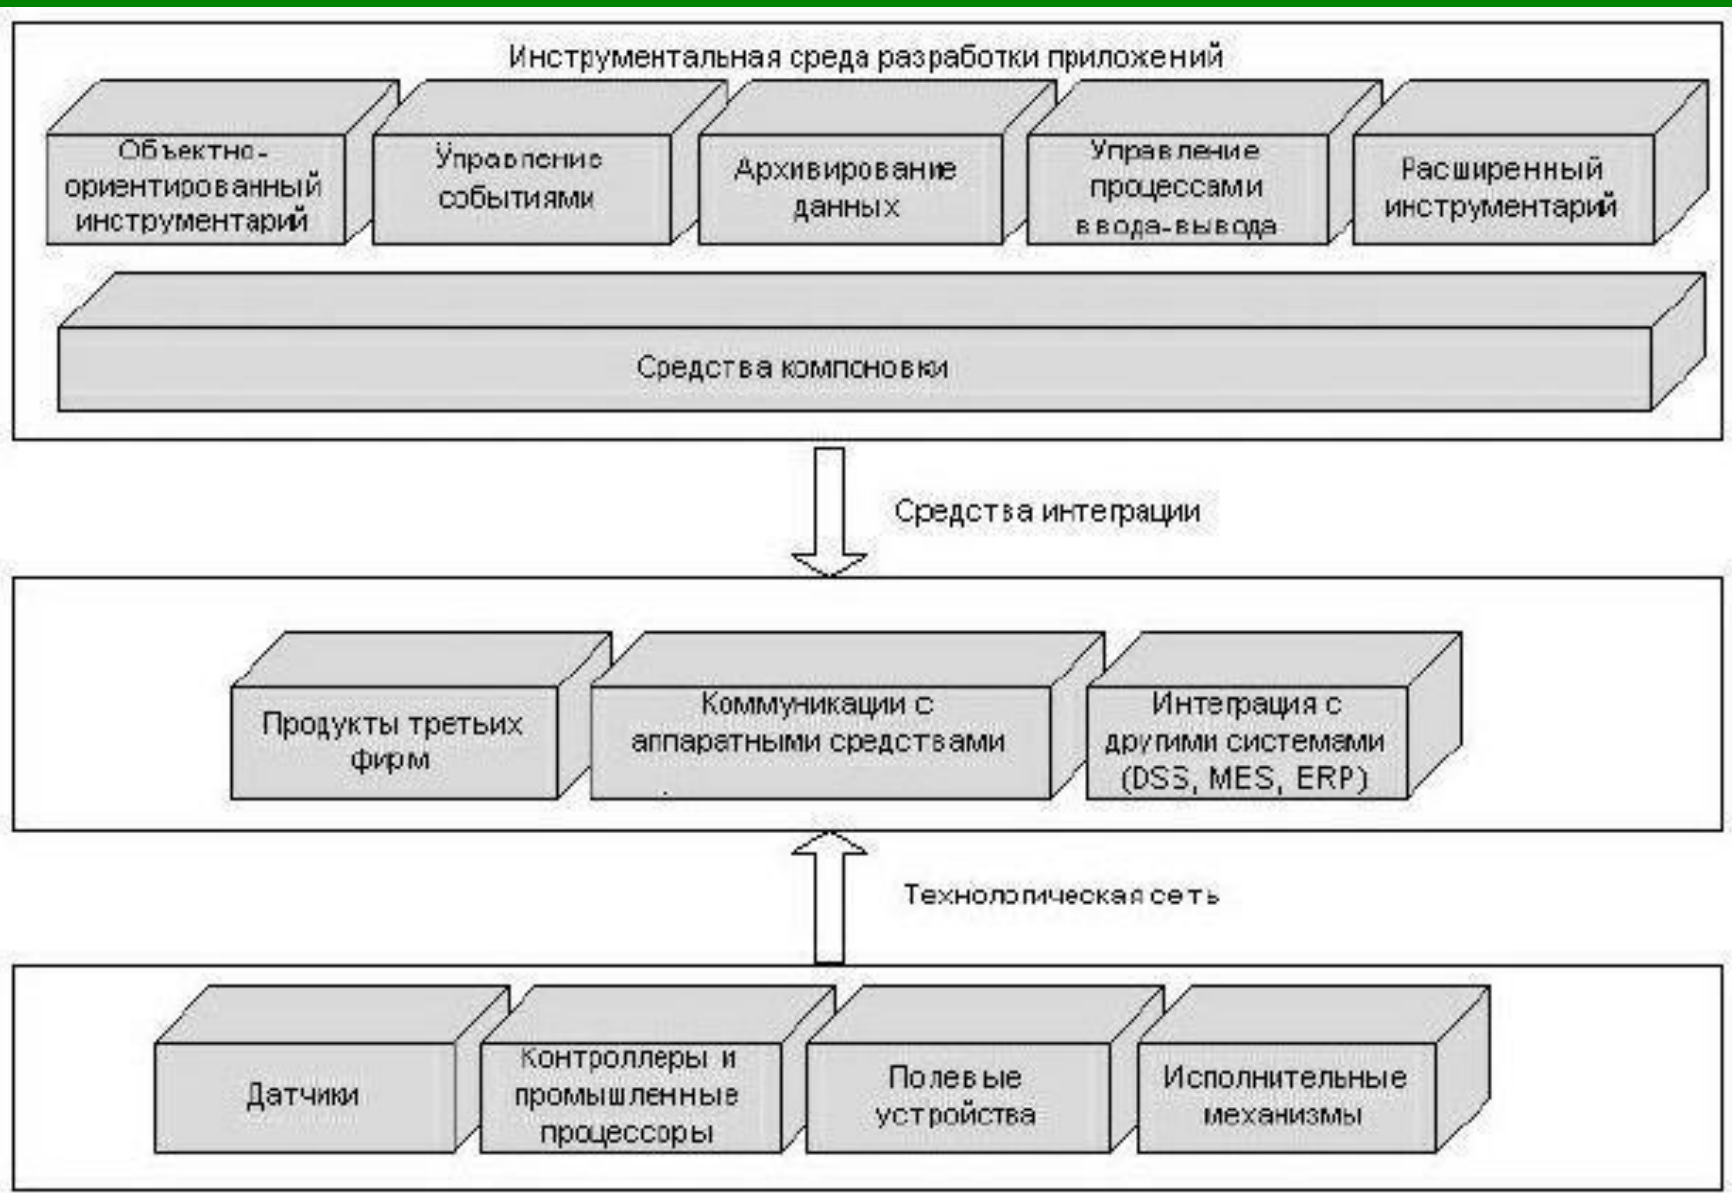 Инструментальная среда разработки приложений
Объектно-
ориентированный
инструментарий
Управление
событиями
Архивирование
данных
Управление
процессами
в вода-вывода
Расширенный
инструментарий
Средства компоновки
Средства интеграции
Продукты третьих
фирм
Коммуникации с
аппаратными средствами
Интеграция с
другими системами
(DSS, MES, ERP)
Технологическая сеть
Датчики
Контроллеры и
промышленные
процессоры
Полевые
устройства
Исполнительные
механизмы